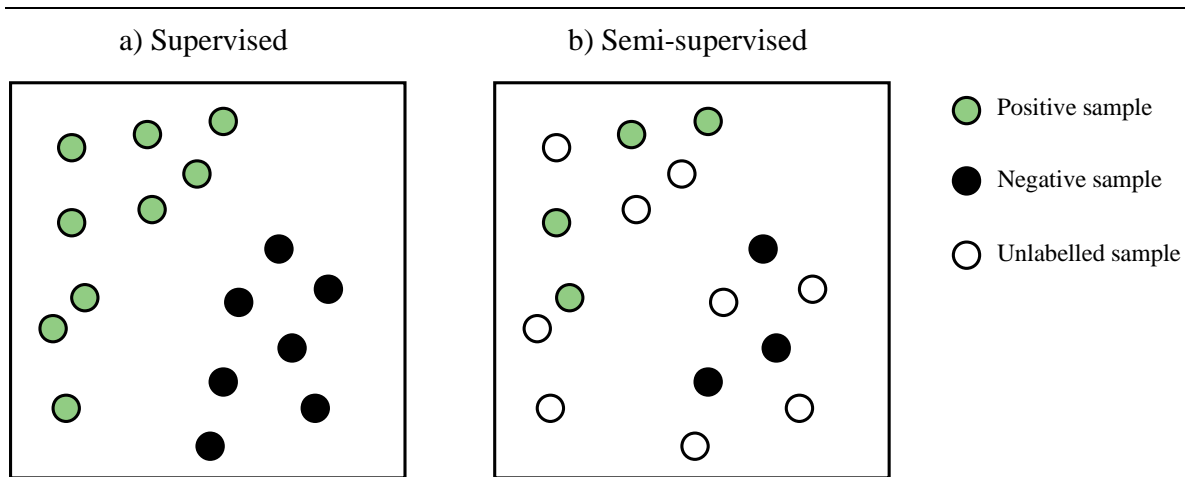 a) Supervised
b) Semi-supervised
Positive sample
Negative sample
Unlabelled sample